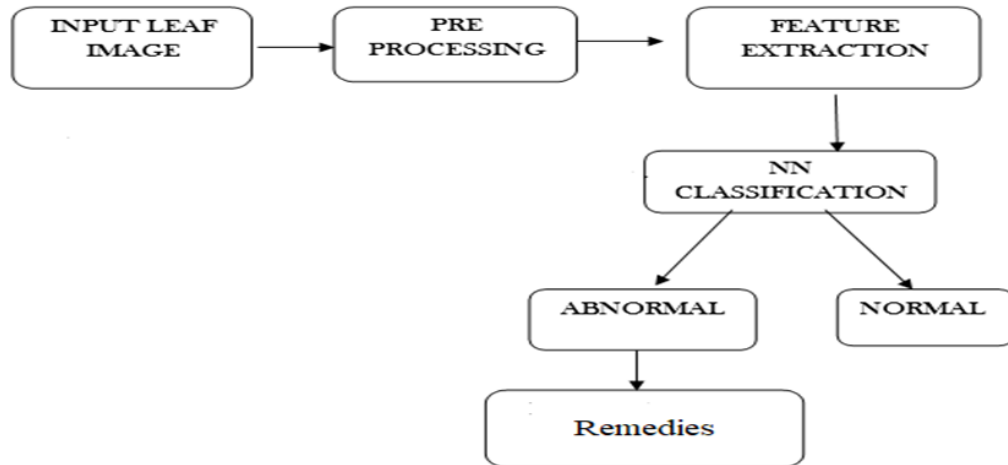 INPUT LEAF
IMAGE
PRE
PROCESSING
FEATURE
EXTRACTION
NN
CLASSIFICATION
ABNORMAL
NORMAL
Remedies